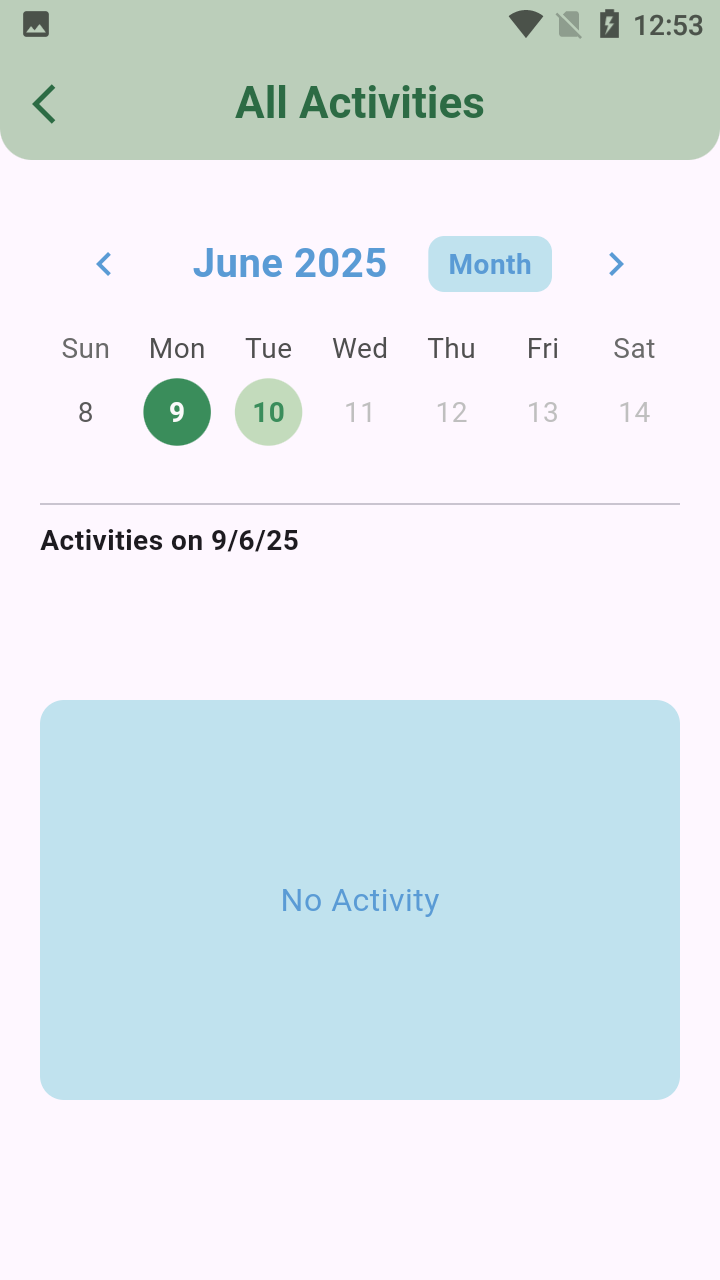 12:53
All Activities
June 2025 Month
Sun Mon Tue Wed Thu Fri Sat
8 9 10 11 12 13 14
Activities on 9/6/25
No Activity